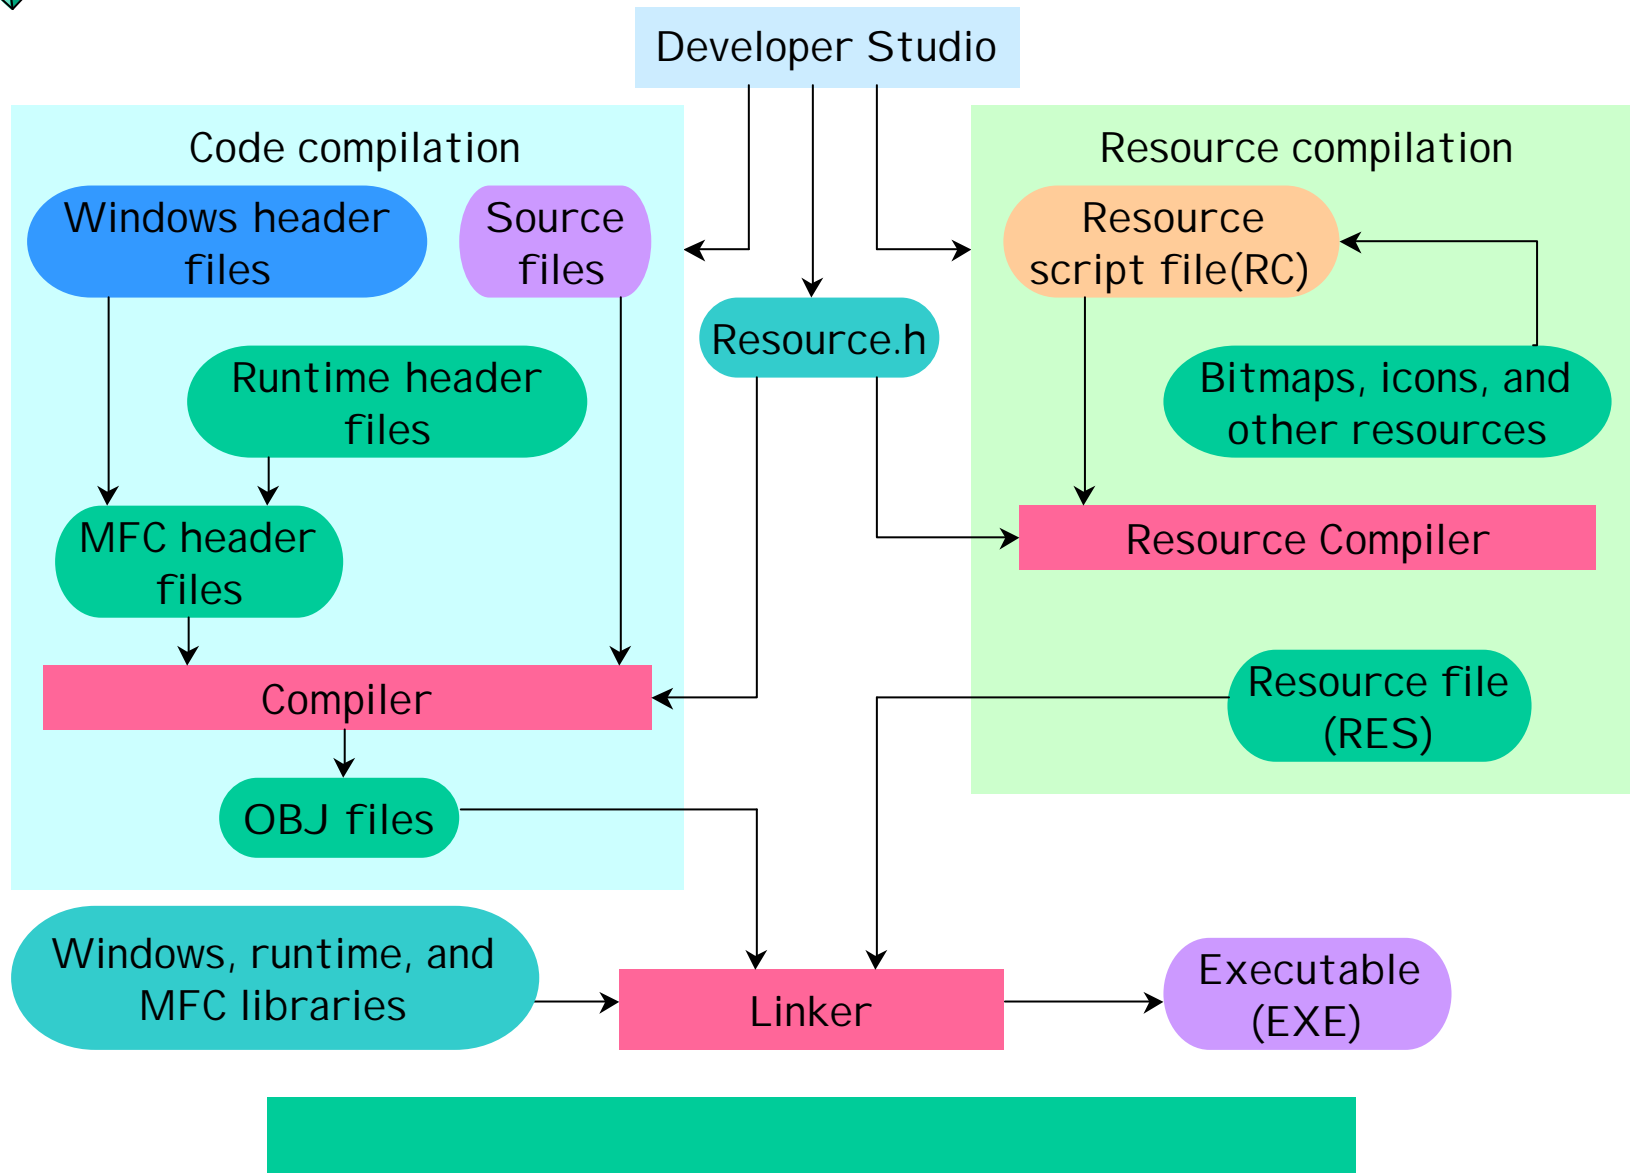 Developer Studio
Code compilation
Windows header
files
Source
files
Runtime header
files
MFC header
files
Compiler
OBJ files
Resource.h
Resource compilation
Resource
script file(RC)
Bitmaps, icons, and
other resources
Resource Compiler
Resource file
(RES)
Windows, runtime, and
MFC libraries
Linker
Executable
(EXE)